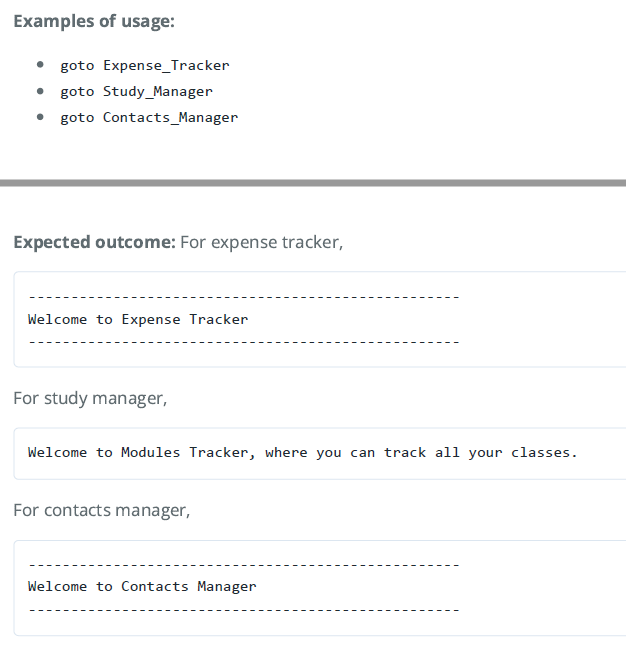 Examples of usage:
goto Expense_Tracker
goto Study_Manager
goto Contacts_Manager
Expected outcome: For expense tracker,
---------------------------------------------------
Welcome to Expense Tracker
---------------------------------------------------
For study manager,
Welcome to Modules Tracker, where you can track all your classes.
For contacts manager,
---------------------------------------------------
Welcome to Contacts Manager
---------------------------------------------------